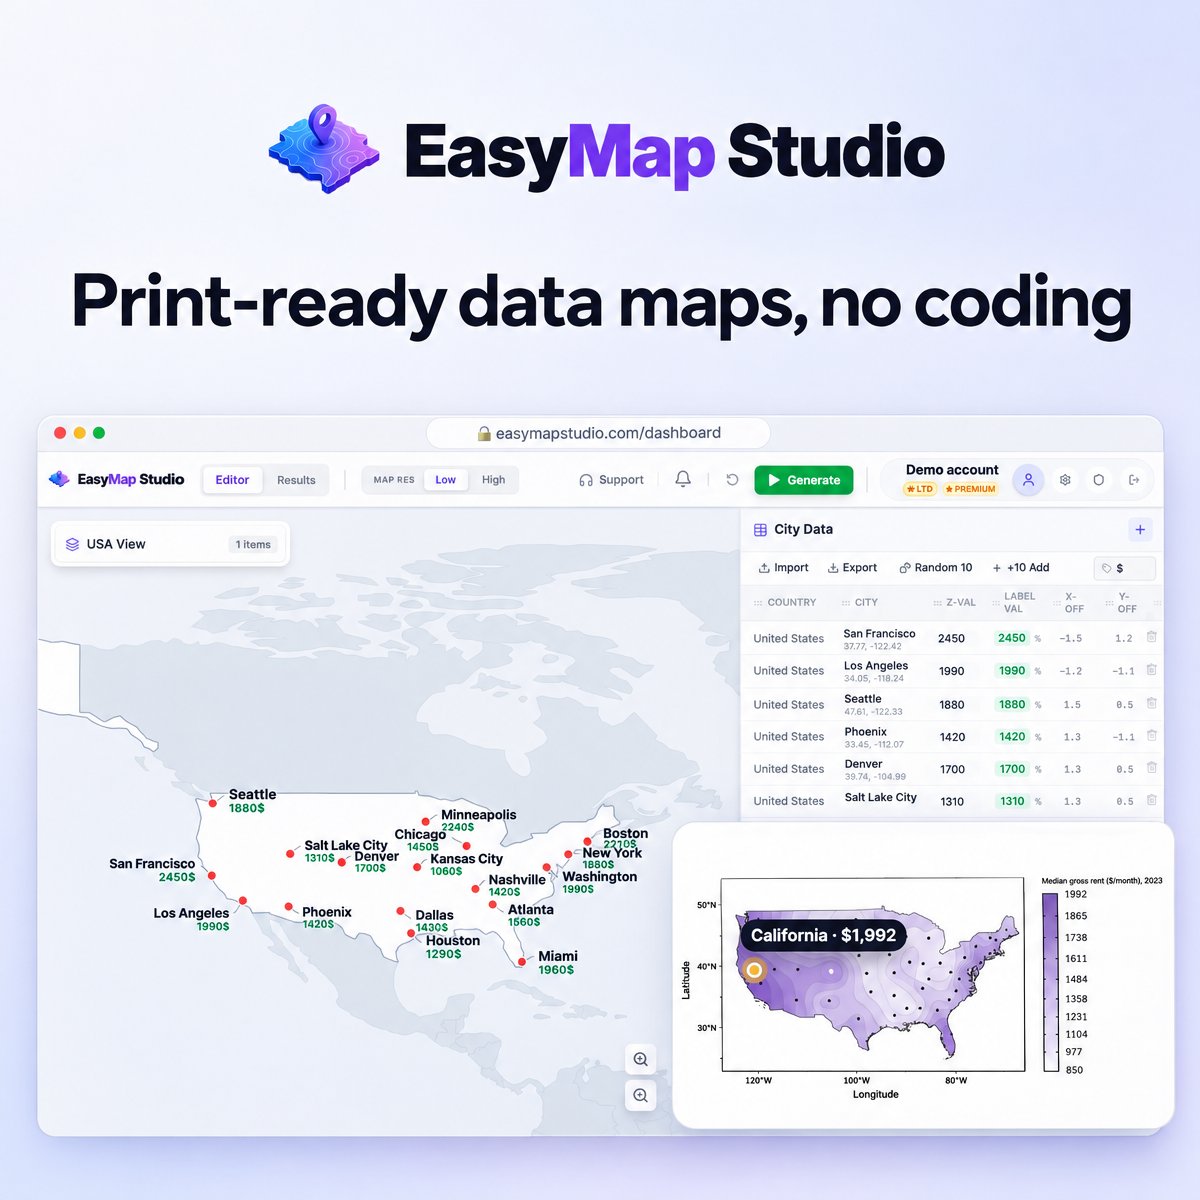 EasyMap Studio
Print-ready data maps, no coding
easymapstudio.com/dashboard
EasyMap Studio
Editor
Results
MAP RES
Low
High
Support
Generate
Demo account
LTD
PREMIUM
USA View
1 items
City Data
+
Import
Export
Random 10
+ +10 Add
$
COUNTRY
CITY
Z-VAL
LABEL VAL
X-OFF
Y-OFF
United States San Francisco 2450 2450 % −1.5 1.2
37.77, -122.42
United States Los Angeles 1990 1990 % −1.2 −1.1
34.05, -118.24
United States Seattle 1880 1880 % 1.5 0.5
47.61, -122.33
United States Phoenix 1420 1420 % 1.3 −1.1
33.45, -112.07
United States Denver 1700 1700 % 1.3 0.5
39.74, -104.99
United States Salt Lake City 1310 1310 % 1.3 0.5
Seattle
1880$
Minneapolis
2240$
Chicago
1450$
Boston
2210$
Salt Lake City
1310$
Denver
1700$
Kansas City
1060$
New York
1880$
San Francisco
2450$
Washington
1990$
Nashville
1420$
Los Angeles
1990$
Phoenix
1420$
Dallas
1430$
Atlanta
1560$
Houston
1290$
Miami
1960$
Median gross rent ($/month), 2023
1992
1865
1738
1611
1484
1358
1231
1104
977
850
California · $1,992
50°N
40°N
30°N
Latitude
120°W
100°W
80°W
Longitude